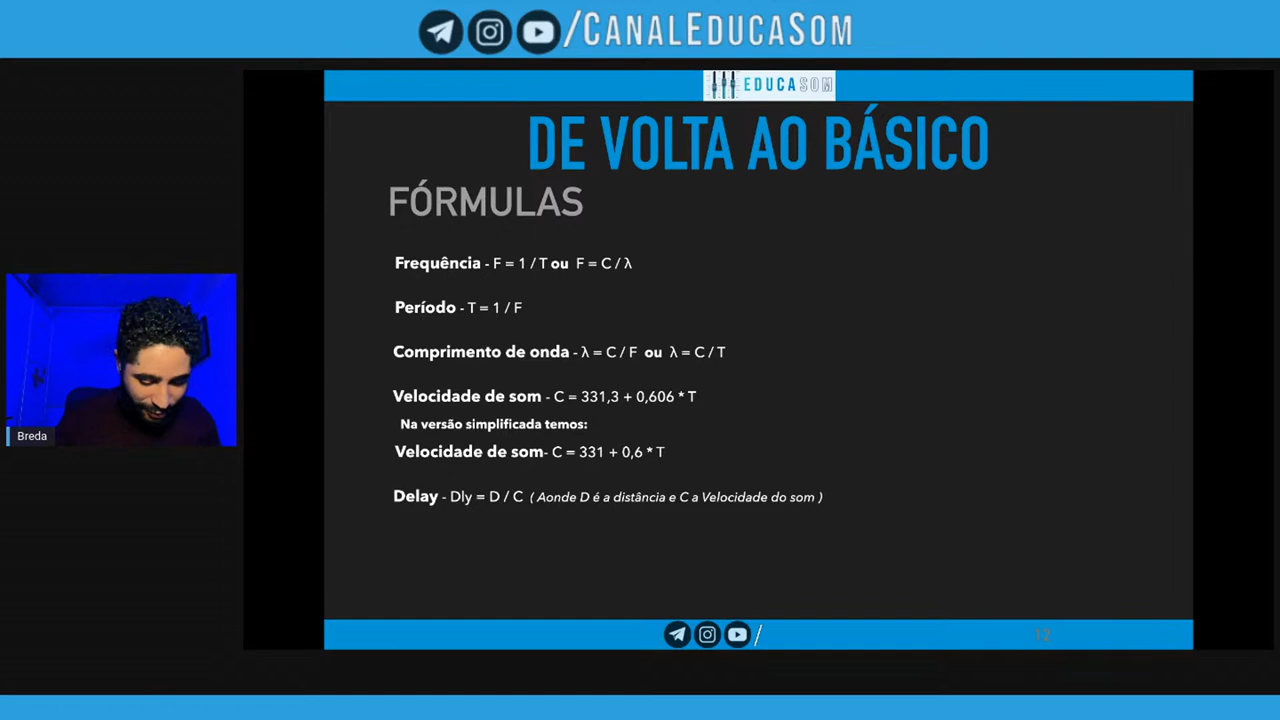 /CANALEDUCASOM
EDUCASOM
DE VOLTA AO BÁSICO
FÓRMULAS
Frequência - F = 1 / T ou F = C / λ
Período - T = 1 / F
Comprimento de onda - λ = C / F ou λ = C / T
Velocidade de som - C = 331,3 + 0,606 * T
Na versão simplificada temos:
Velocidade de som- C = 331 + 0,6 * T
Delay - Dly = D / C ( Aonde D é a distância e C a Velocidade do som )
Breda
/
12